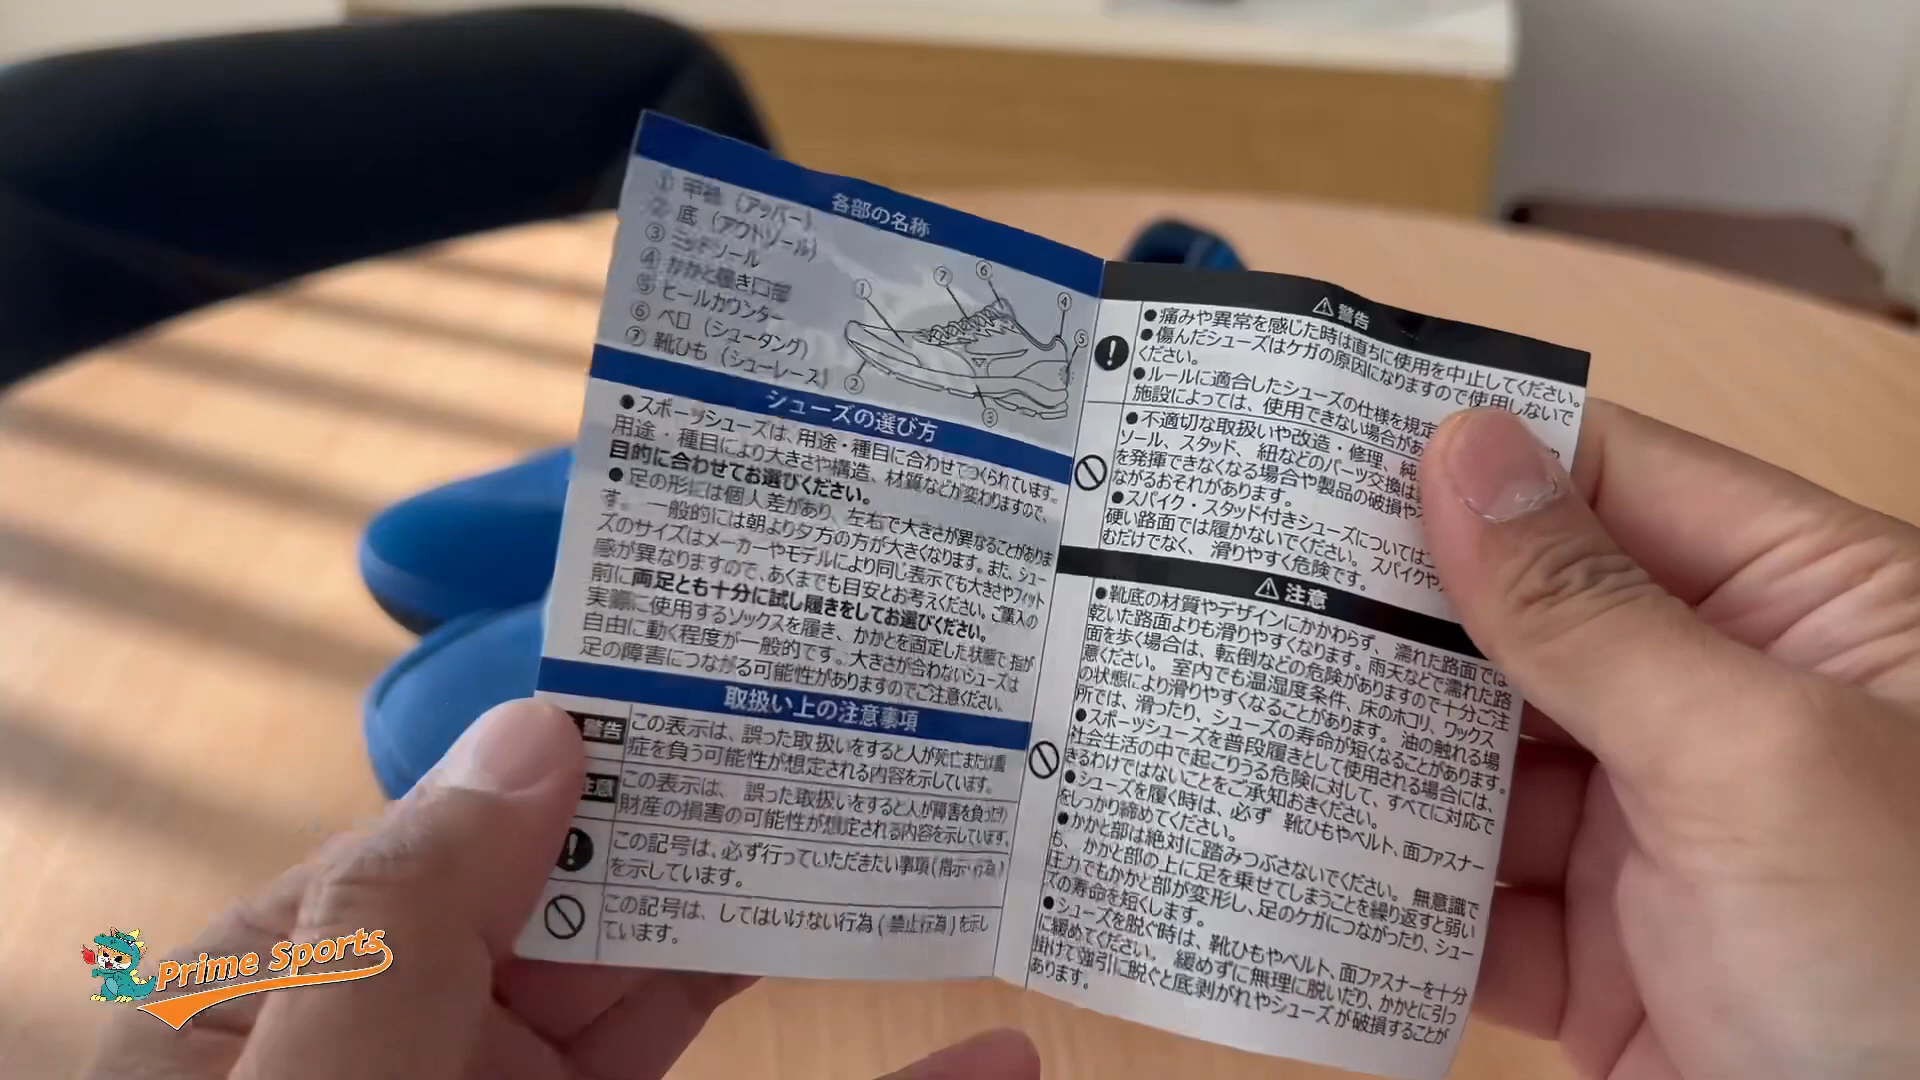 各部の名称
① 甲被 (アッパー)
② 底 (アウトソール)
③ ミッドソール
④ かかと履き口部
⑤ ヒールカウンター
⑥ ベロ (シュータング)
⑦ 靴ひも (シューレース)
① ⑦ ⑥ ④ ⑤ ② ③
シューズの選び方
●スポーツシューズは、用途・種目に合わせてつくられています。
用途・種目により大きさや構造、材質などが変わりますので、
目的に合わせてお選びください。
●足の形には個人差があり、左右で大きさが異なることがありま
す。一般的には朝より夕方の方が大きくなります。また、シュー
ズのサイズはメーカーやモデルにより同じ表示でも大きさやフィット
感が異なりますので、あくまでも目安とお考えください。ご購入の
前に両足とも十分に試し履きをしてお選びください。
実際に使用するソックスを履き、かかとを固定した状態で指が
自由に動く程度が一般的です。大きさが合わないシューズは
足の障害につながる可能性がありますのでご注意ください。
取扱い上の注意事項
警告 この表示は、誤った取扱いをすると人が死亡または重
症を負う可能性が想定される内容を示しています。
注意 この表示は、誤った取扱いをすると人が障害を負うか
財産の損害の可能性が想定される内容を示しています。
この記号は、必ず行っていただきたい事項(指示・行為)
を示しています。
この記号は、してはいけない行為(禁止行為)を示し
ています。
警告
●痛みや異常を感じた時は直ちに使用を中止してください。
●傷んだシューズはケガの原因になりますので使用しないで
ください。
●ルールに適合したシューズの仕様を規定
施設によっては、使用できない場合があ
●不適切な取扱いや改造・修理、純
ソール、スタッド、紐などのパーツ交換は
を発揮できなくなる場合や製品の破損や
ながるおそれがあります。
●スパイク・スタッド付きシューズについては
硬い路面では履かないでください。スパイクや
むだけでなく、滑りやすく危険です。
注意
●靴底の材質やデザインにかかわらず、濡れた路面では
乾いた路面よりも滑りやすくなります。雨天などで濡れた路
面を歩く場合は、転倒などの危険がありますので十分ご注
意ください。室内でも温湿度条件、床のホコリ、ワックス
の状態により滑りやすくなることがあります。油の触れる場
所では、滑ったり、シューズの寿命が短くなることがあります。
●スポーツシューズを普段履きとして使用される場合には、
社会生活の中で起こりうる危険に対して、すべてに対応で
きるわけではないことをご承知おきください。
●シューズを履く時は、必ず 靴ひもやベルト、面ファスナー
をしっかり締めてください。
●かかと部は絶対に踏みつぶさないでください。無意識で
も、かかと部の上に足を乗せてしまうことを繰り返すと弱い
圧力でもかかと部が変形し、足のケガにつながったり、シュー
ズの寿命を短くします。
●シューズを脱ぐ時は、靴ひもやベルト、面ファスナーを十分
に緩めてください。緩めずに無理に脱いだり、かかとに引っ
掛けて強引に脱ぐと底剥がれやシューズが破損することが
あります。
Prime Sports